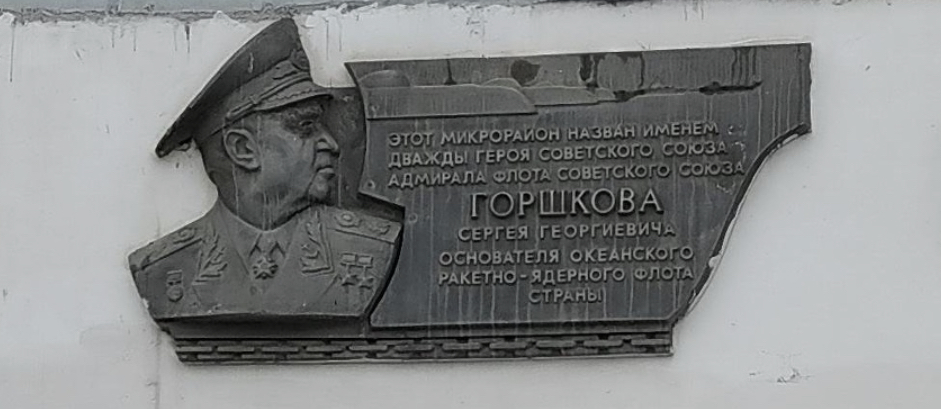 ЭТОТ МИКРОРАЙОН НАЗВАН ИМЕНЕМ
ДВАЖДЫ ГЕРОЯ СОВЕТСКОГО СОЮЗА
АДМИРАЛА ФЛОТА СОВЕТСКОГО СОЮЗА
ГОРШКОВА
СЕРГЕЯ ГЕОРГИЕВИЧА
ОСНОВАТЕЛЯ ОКЕАНСКОГО
РАКЕТНО-ЯДЕРНОГО ФЛОТА
СТРАНЫ